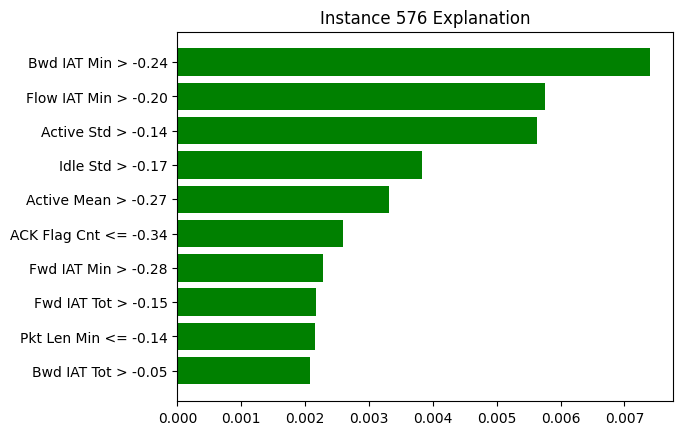 Instance 576 Explanation
Bwd IAT Min > -0.24
Flow IAT Min > -0.20
Active Std > -0.14
Idle Std > -0.17
Active Mean > -0.27
ACK Flag Cnt <= -0.34
Fwd IAT Min > -0.28
Fwd IAT Tot > -0.15
Pkt Len Min <= -0.14
Bwd IAT Tot > -0.05
0.000 0.001 0.002 0.003 0.004 0.005 0.006 0.007